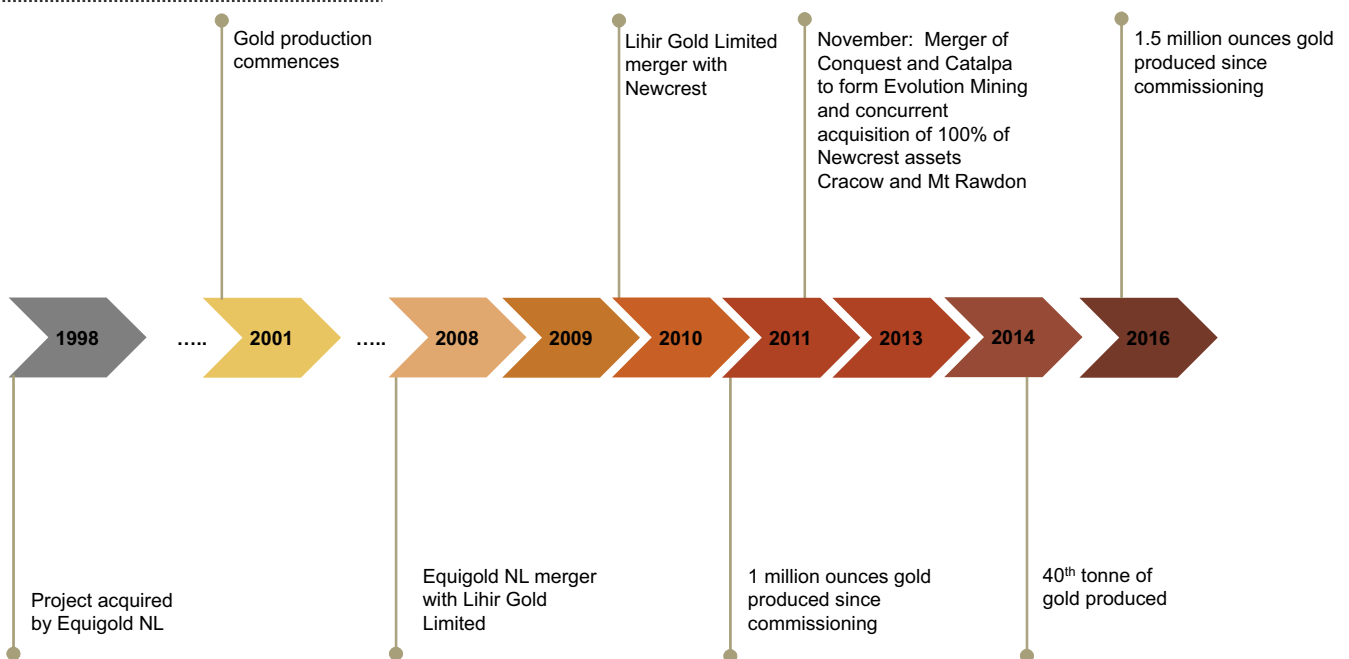 Gold production
commences
Lihir Gold Limited
merger with
Newcrest
November: Merger of
Conquest and Catalpa
to form Evolution Mining
and concurrent
acquisition of 100% of
Newcrest assets
Cracow and Mt Rawdon
1.5 million ounces gold
produced since
commissioning
1998 ..... 2001 ..... 2008 2009 2010 2011 2013 2014 2016
Project acquired
by Equigold NL
Equigold NL merger
with Lihir Gold
Limited
1 million ounces gold
produced since
commissioning
40th tonne of
gold produced